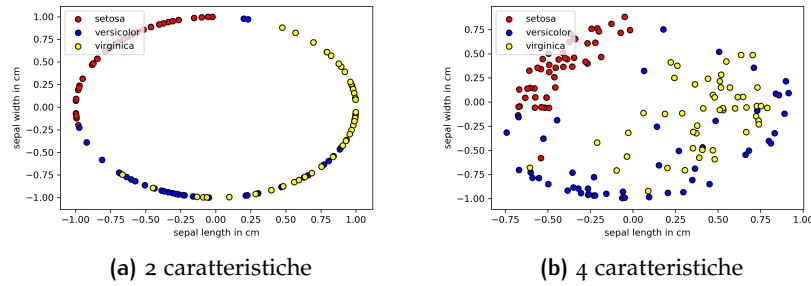 setosa
versicolor
virginica
sepal width in cm
1.00
0.75
0.50
0.25
0.00
−0.25
−0.50
−0.75
−1.00
−1.00 −0.75 −0.50 −0.25 0.00 0.25 0.50 0.75 1.00
sepal length in cm
(a) 2 caratteristiche
setosa
versicolor
virginica
sepal width in cm
0.75
0.50
0.25
0.00
−0.25
−0.50
−0.75
−1.00
−0.75 −0.50 −0.25 0.00 0.25 0.50 0.75 1.00
sepal length in cm
(b) 4 caratteristiche